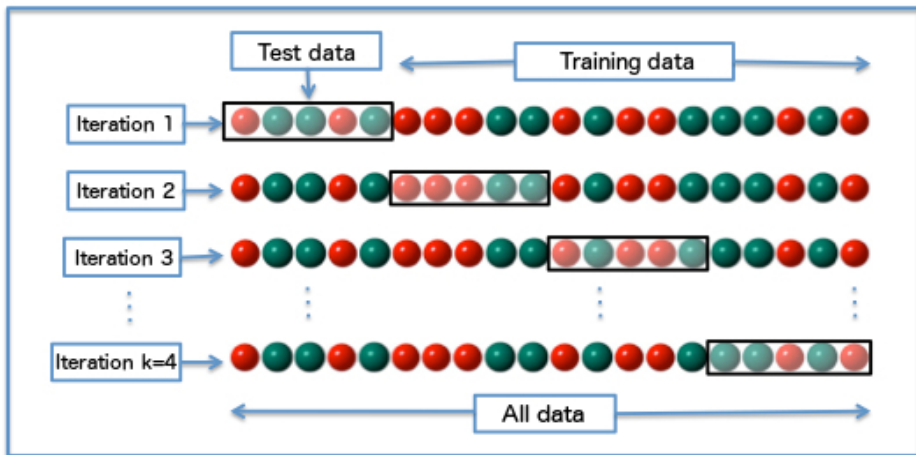 Test data
Training data
Iteration 1
Iteration 2
Iteration 3
Iteration k=4
All data